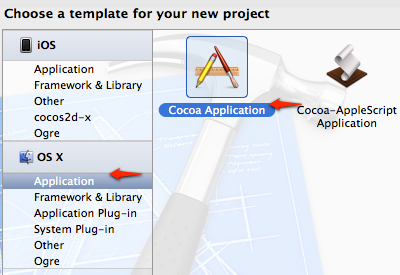 Choose a template for your new project
iOS
Application
Framework & Library
Other
cocos2d-x
Ogre
OS X
Application
Framework & Library
Application Plug-in
System Plug-in
Other
Ogre
Cocoa Application
Cocoa-AppleScript
Application